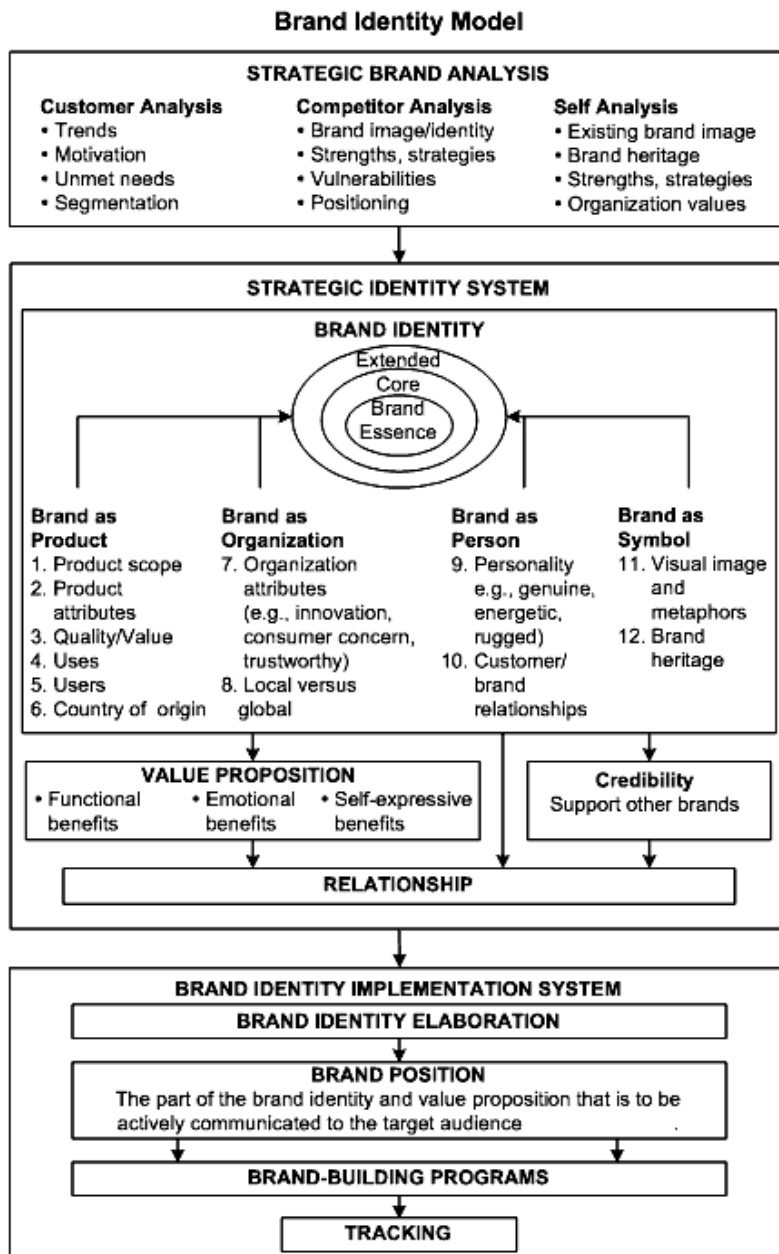 Brand Identity Model
STRATEGIC BRAND ANALYSIS
Customer Analysis
• Trends
• Motivation
• Unmet needs
• Segmentation
Competitor Analysis
• Brand image/identity
• Strengths, strategies
• Vulnerabilities
• Positioning
Self Analysis
• Existing brand image
• Brand heritage
• Strengths, strategies
• Organization values
STRATEGIC IDENTITY SYSTEM
BRAND IDENTITY
Extended
Core
Brand
Essence
Brand as
Product
1. Product scope
2. Product
attributes
3. Quality/Value
4. Uses
5. Users
6. Country of origin
Brand as
Organization
7. Organization
attributes
(e.g., innovation,
consumer concern,
trustworthy)
8. Local versus
global
Brand as
Person
9. Personality
e.g., genuine,
energetic,
rugged)
10. Customer/
brand
relationships
Brand as
Symbol
11. Visual image
and
metaphors
12. Brand
heritage
VALUE PROPOSITION
• Functional
benefits
• Emotional
benefits
• Self-expressive
benefits
Credibility
Support other brands
RELATIONSHIP
BRAND IDENTITY IMPLEMENTATION SYSTEM
BRAND IDENTITY ELABORATION
BRAND POSITION
The part of the brand identity and value proposition that is to be
actively communicated to the target audience .
BRAND-BUILDING PROGRAMS
TRACKING